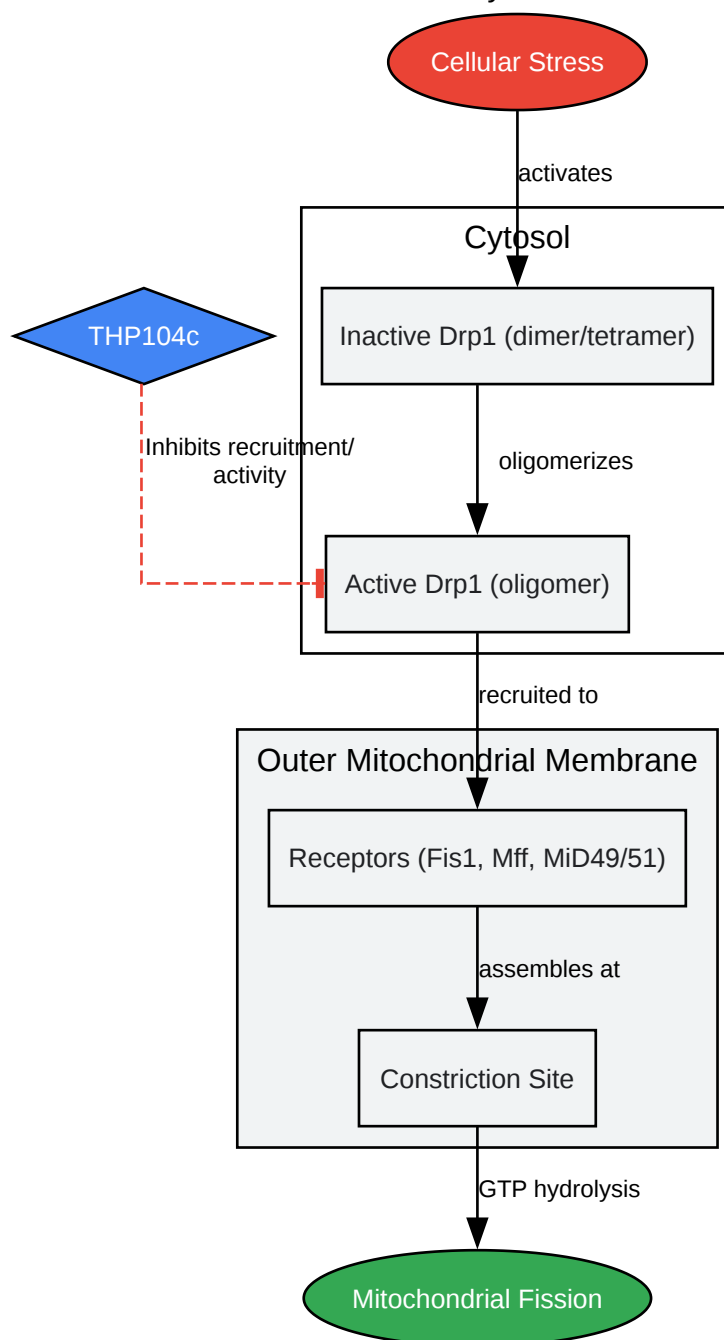 Cellular Stress
activates
Cytosol
THP104c
Inactive Drp1 (dimer/tetramer)
Inhibits recruitment/
activity
oligomerizes
Active Drp1 (oligomer)
recruited to
Outer Mitochondrial Membrane
Receptors (Fis1, Mff, MiD49/51)
assembles at
Constriction Site
GTP hydrolysis
Mitochondrial Fission